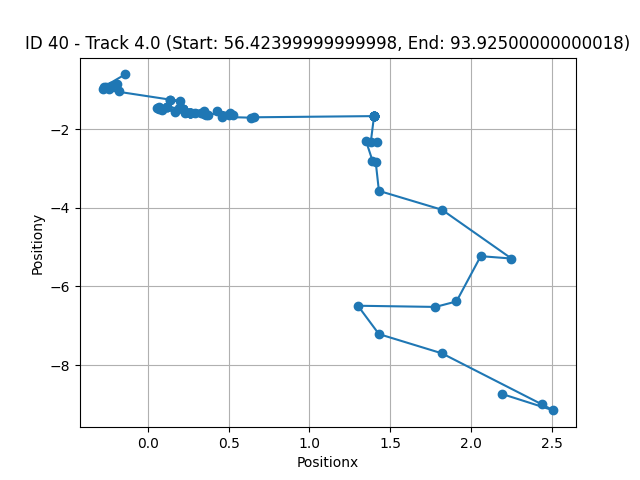 ID 40 - Track 4.0 (Start: 56.42399999999998, End: 93.92500000000018)
−2
−4
−6
−8
Positiony
0.0 0.5 1.0 1.5 2.0 2.5
Positionx